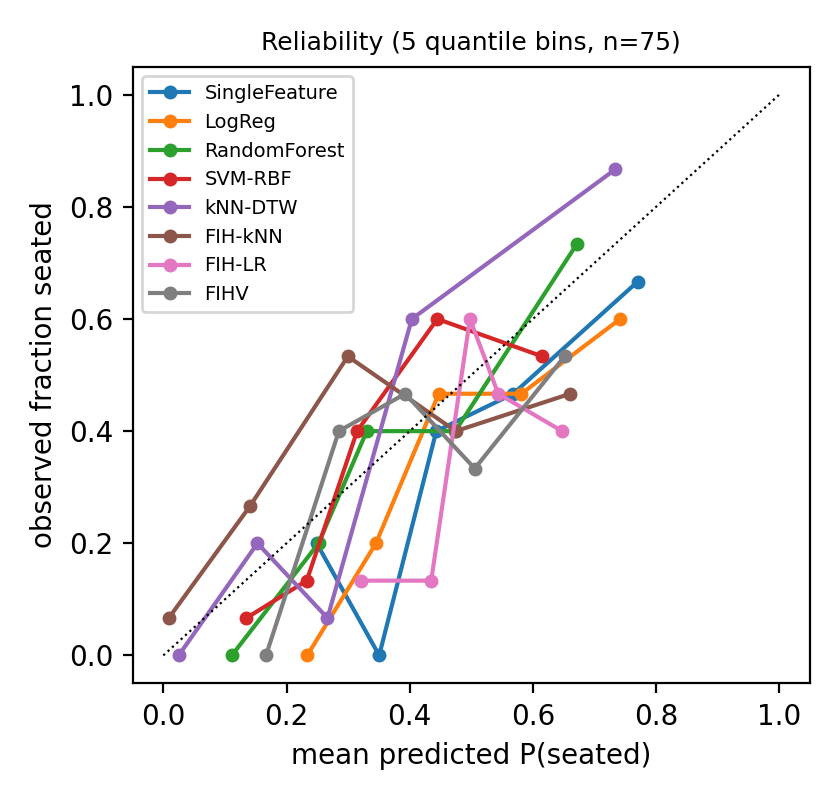 Reliability (5 quantile bins, n=75)
SingleFeature
LogReg
RandomForest
SVM-RBF
kNN-DTW
FIH-kNN
FIH-LR
FIHV
observed fraction seated
1.0
0.8
0.6
0.4
0.2
0.0
0.0 0.2 0.4 0.6 0.8 1.0
mean predicted P(seated)